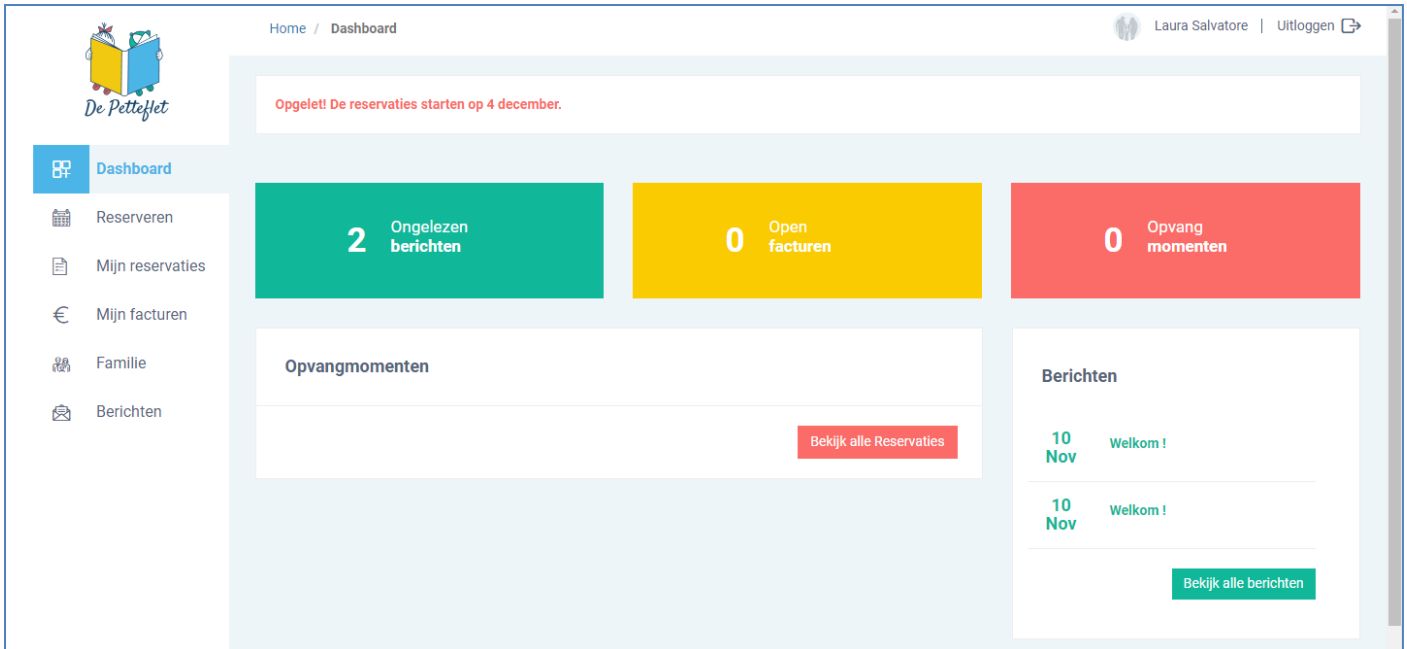 De Petteflet
Home / Dashboard
Laura Salvatore | Uitloggen
Opgelet! De reservaties starten op 4 december.
Dashboard
Reserveren
Mijn reservaties
Mijn facturen
Familie
Berichten
2 Ongelezen
berichten
0 Open
facturen
0 Opvang
momenten
Opvangmomenten
Bekijk alle Reservaties
Berichten
10
Nov
Welkom !
10
Nov
Welkom !
Bekijk alle berichten